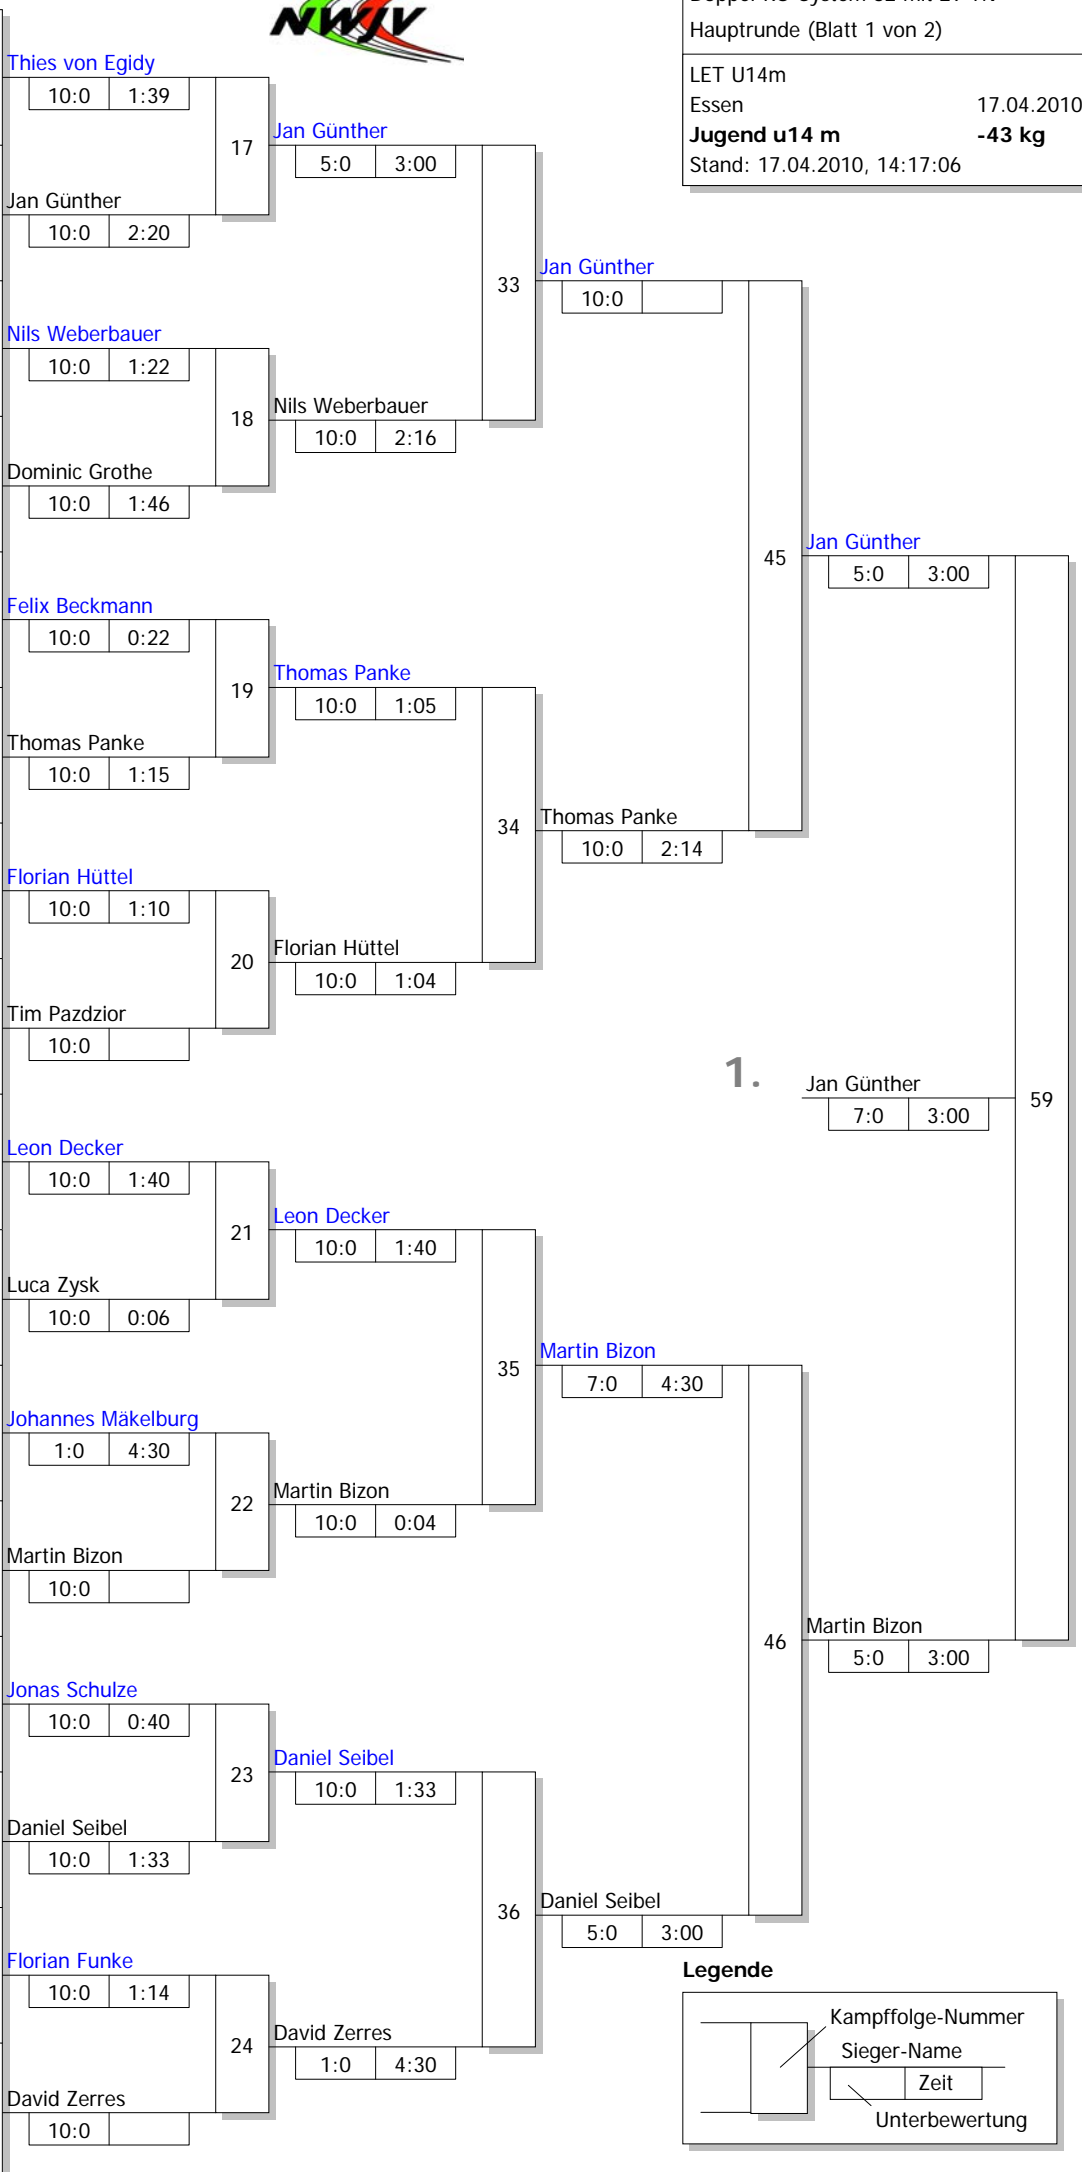 NWJV
Hauptrunde (Blatt 1 von 2)
LET U14m
Essen 17.04.2010
Jugend u14 m -43 kg
Stand: 17.04.2010, 14:17:06
Thies von Egidy
10:0 1:39
17
Jan Günther
5:0 3:00
Jan Günther
10:0 2:20
33
Jan Günther
10:0
Nils Weberbauer
10:0 1:22
18
Nils Weberbauer
10:0 2:16
Dominic Grothe
10:0 1:46
45
Jan Günther
5:0 3:00
Felix Beckmann
10:0 0:22
19
Thomas Panke
10:0 1:05
Thomas Panke
10:0 1:15
34
Thomas Panke
10:0 2:14
Florian Hüttel
10:0 1:10
20
Florian Hüttel
10:0 1:04
Tim Pazdzior
10:0
1.
Jan Günther
7:0 3:00
59
Leon Decker
10:0 1:40
21
Leon Decker
10:0 1:40
Luca Zysk
10:0 0:06
35
Martin Bizon
7:0 4:30
Johannes Mäkelburg
1:0 4:30
22
Martin Bizon
10:0 0:04
Martin Bizon
10:0
46
Martin Bizon
5:0 3:00
Jonas Schulze
10:0 0:40
23
Daniel Seibel
10:0 1:33
Daniel Seibel
10:0 1:33
36
Daniel Seibel
5:0 3:00
Florian Funke
10:0 1:14
24
David Zerres
1:0 4:30
David Zerres
10:0
Legende
Kampffolge-Nummer
Sieger-Name
Zeit
Unterbewertung